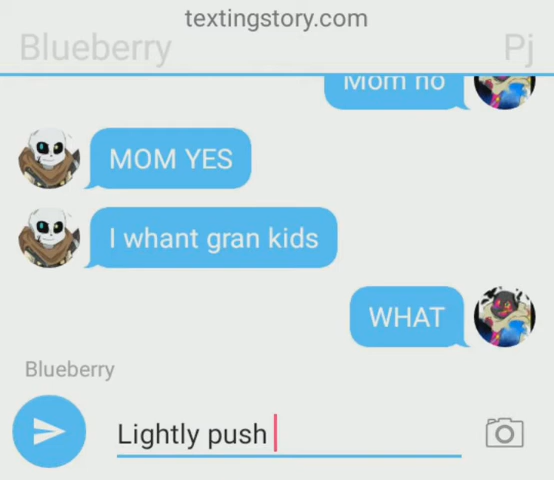 textingstory.com
Blueberry Pj
Mom no
MOM YES
I whant gran kids
WHAT
Blueberry
Lightly push